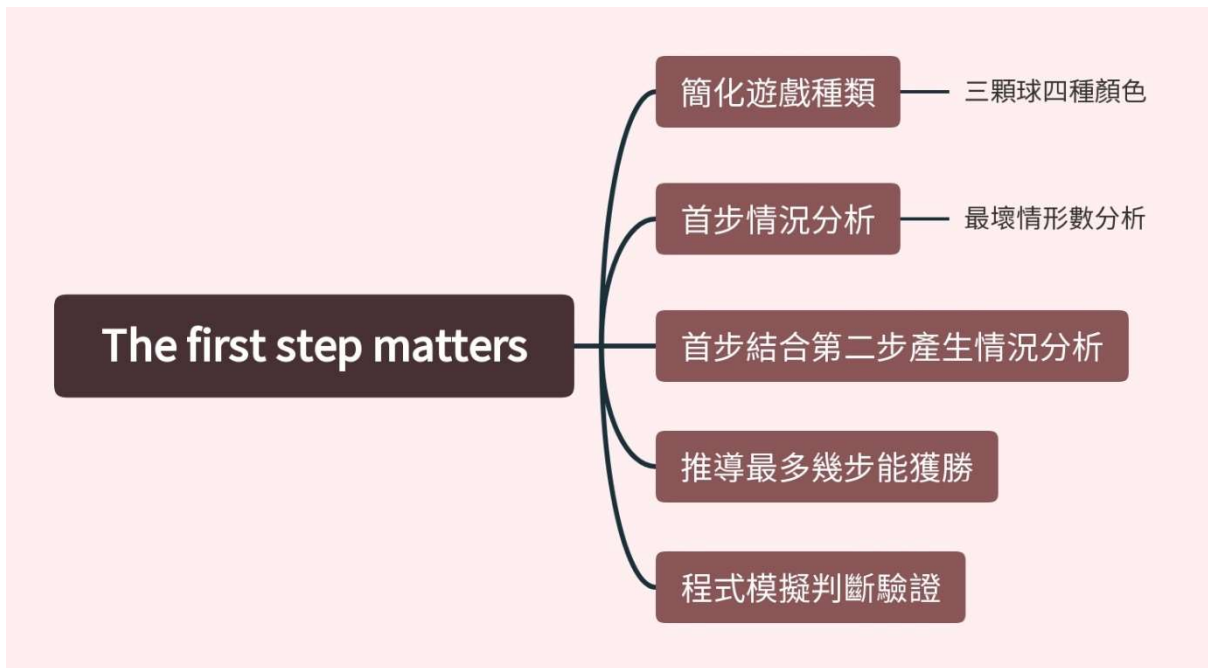 The first step matters
簡化遊戲種類
三顆球四種顏色
首步情況分析
最壞情形數分析
首步結合第二步產生情況分析
推導最多幾步能獲勝
程式模擬判斷驗證